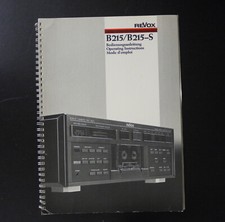 REVOX
B215/B215-S
Bedienungsanleitung
Operating Instructions
Mode d'emploi